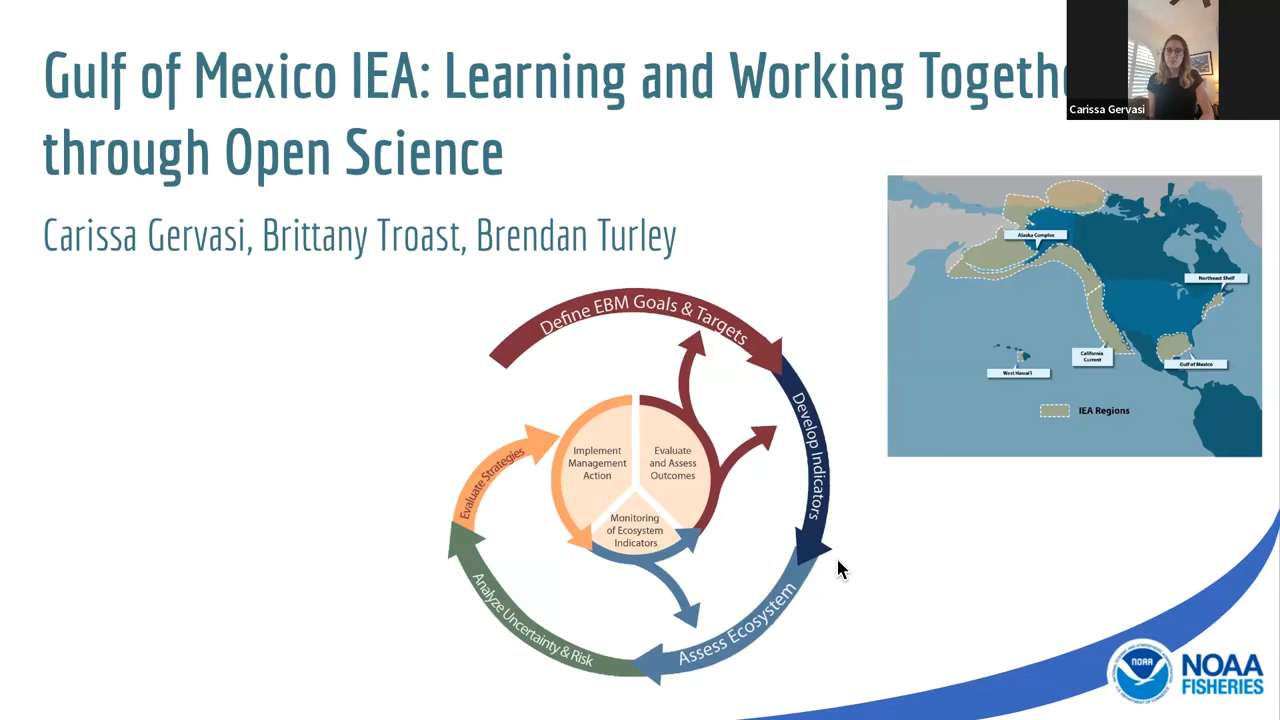 Gulf of Mexico IEA: Learning and Working Togethe
through Open Science
Carissa Gervasi
Carissa Gervasi, Brittany Troast, Brendan Turley
Alaska Complex
Northeast Shelf
California
Current
Gulf of Mexico
West Hawai'i
IEA Regions
Define EBM Goals & Targets
Develop Indicators
Assess Ecosystem
Analyze Uncertainty & Risk
Evaluate Strategies
Implement
Management
Action
Evaluate
and Assess
Outcomes
Monitoring
of Ecosystem
Indicators
NOAA
NOAA
FISHERIES